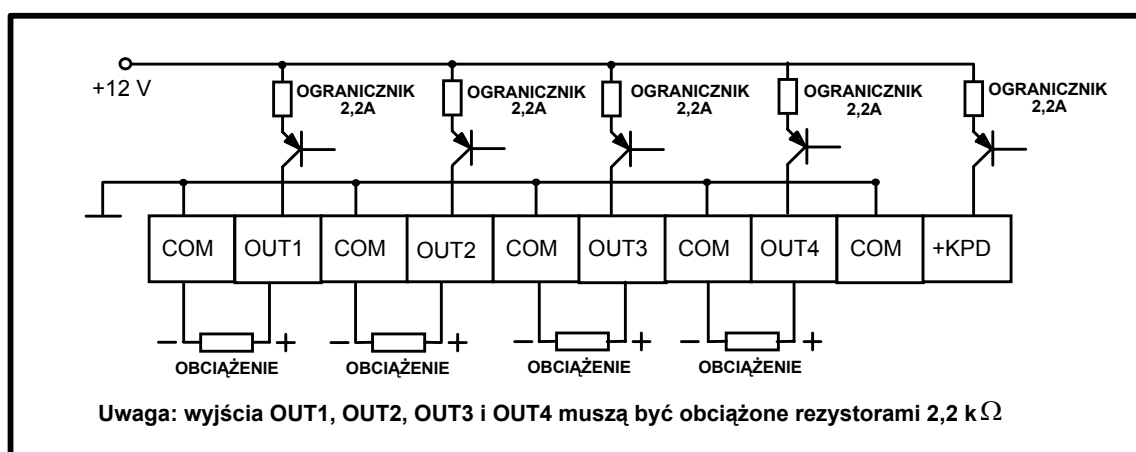 +12 V
OGRANICZNIK
2,2A
OGRANICZNIK
2,2A
OGRANICZNIK
2,2A
OGRANICZNIK
2,2A
OGRANICZNIK
2,2A
COM OUT1 COM OUT2 COM OUT3 COM OUT4 COM +KPD
− + − + − + − +
OBCIĄŻENIE OBCIĄŻENIE OBCIĄŻENIE OBCIĄŻENIE
Uwaga: wyjścia OUT1, OUT2, OUT3 i OUT4 muszą być obciążone rezystorami 2,2 kΩ